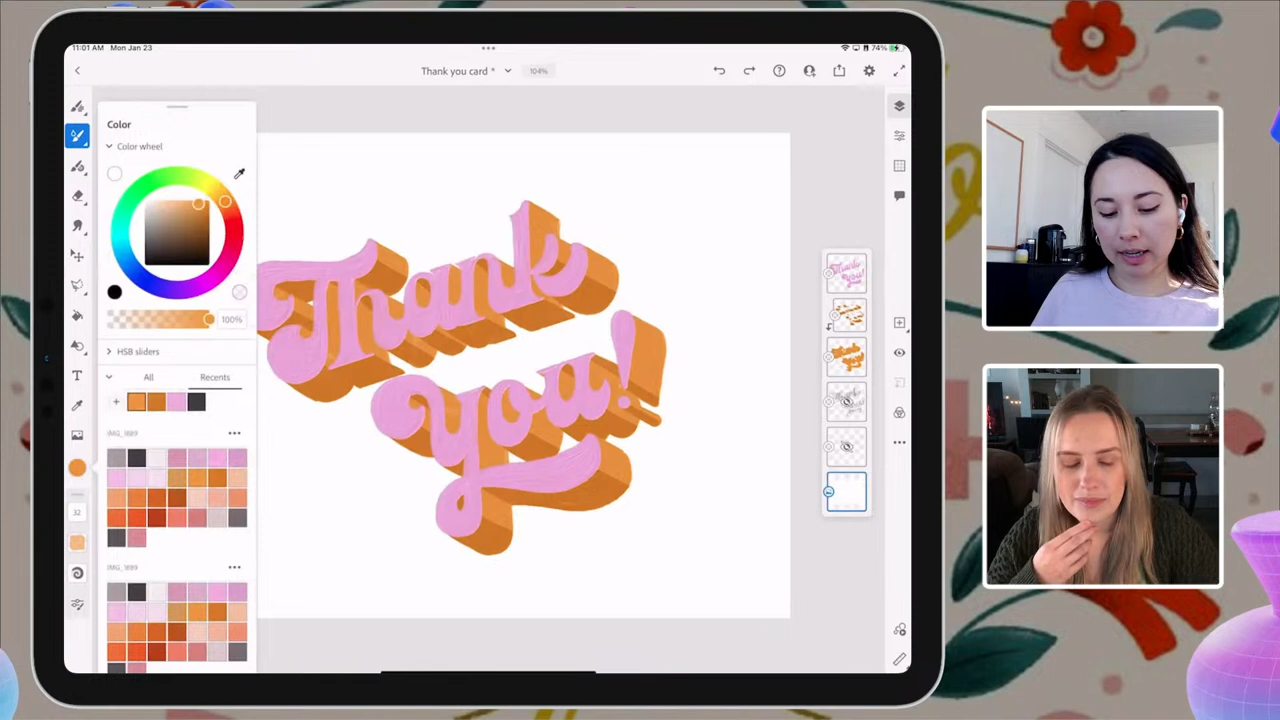 11:01 AM Mon Jan 23
74%
Thank you card *
104%
Color
Color wheel
100%
HSB sliders
All
Recents
IMG_1889
32
IMG_1889
Thank
You!